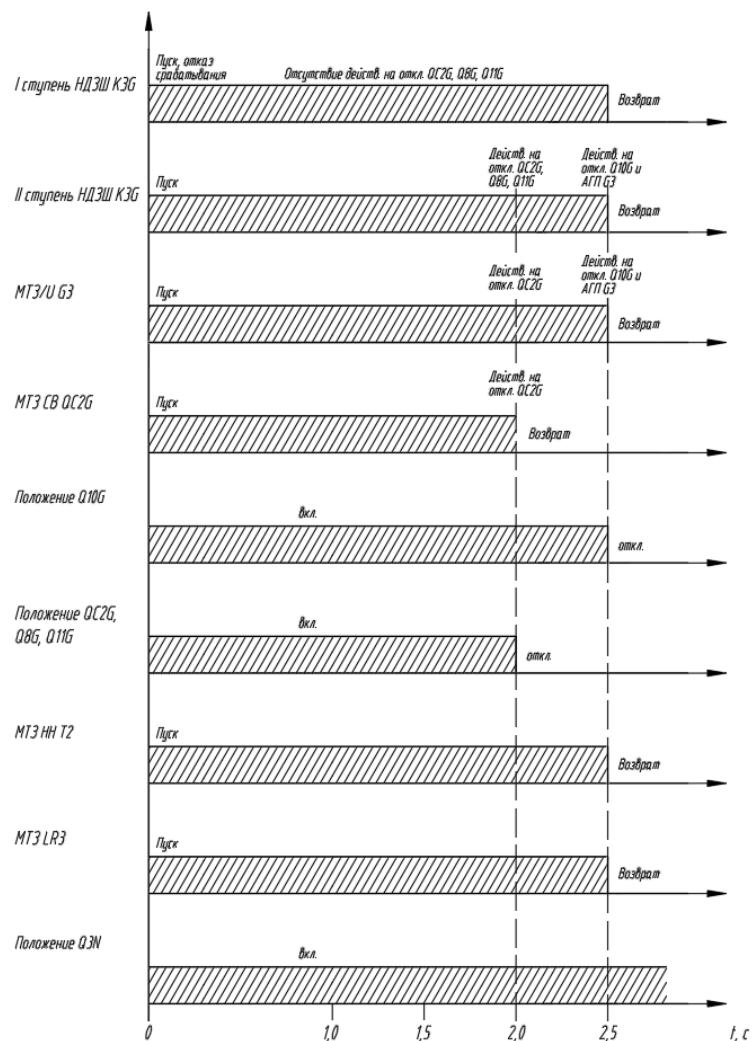 Пуск, отказ
срабатывания
Отсутствие действ. на откл. QC2G, Q8G, Q11G
I ступень НДЗШ К3G
Возврат
Действ. на
откл. QC2G,
Q8G, Q11G
Действ. на
откл. Q10G и
АГП G3
II ступень НДЗШ К3G
Пуск
Возврат
Действ. на
откл. QC2G
Действ. на
откл. Q10G и
АГП G3
МТЗ/U G3
Пуск
Возврат
Действ. на
откл. QC2G
МТЗ СВ QC2G
Пуск
Возврат
Положение Q10G
вкл.
откл.
Положение QC2G,
Q8G, Q11G
вкл.
откл.
МТЗ НН Т2
Пуск
Возврат
МТЗ LR3
Пуск
Возврат
Положение Q3N
вкл.
0 1,0 1,5 2,0 2,5 t, с